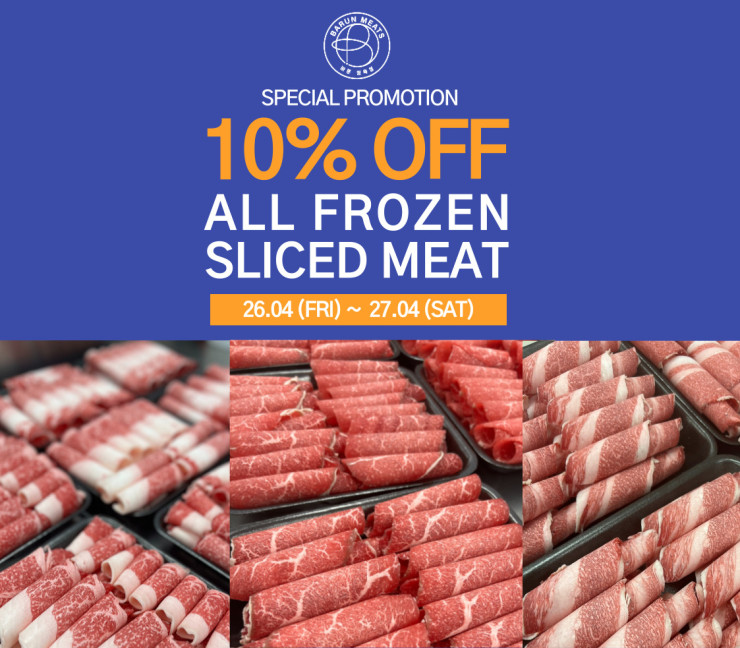 BARUN MEATS
SPECIAL PROMOTION
10% OFF
ALL FROZEN
SLICED MEAT
26.04 (FRI) ~ 27.04 (SAT)